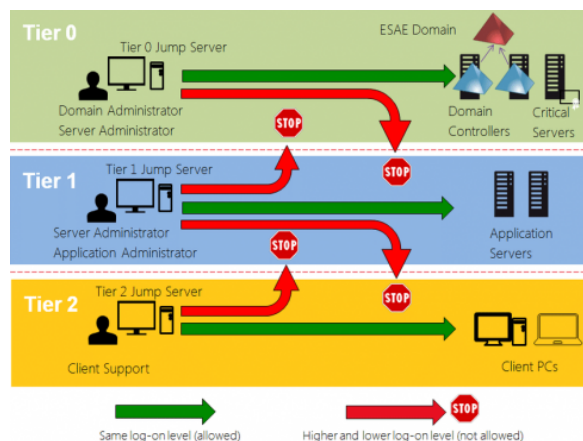 Tier 0
Tier 0 Jump Server
ESAE Domain
Domain Administrator
Server Administrator
STOP
Domain
Controllers
Critical
Servers
STOP
Tier 1
Tier 1 Jump Server
Server Administrator
Application Administrator
STOP
Application
Servers
STOP
Tier 2
Tier 2 Jump Server
Client Support
Client PCs
STOP
Same log-on level (allowed)
Higher and lower log-on level (not allowed)